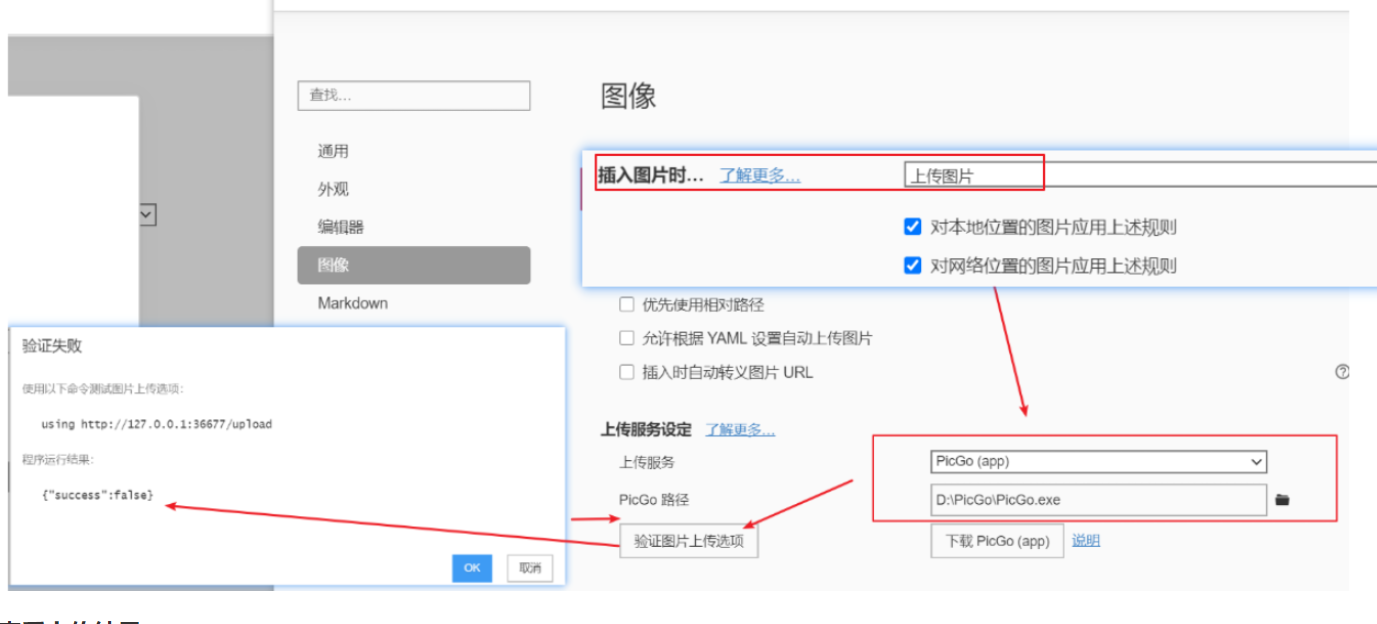 查找...
图像
通用
外观
编辑器
图像
Markdown
插入图片时... 了解更多... 上传图片
对本地位置的图片应用上述规则
对网络位置的图片应用上述规则
优先使用相对路径
允许根据 YAML 设置自动上传图片
插入时自动转义图片 URL
上传服务设定 了解更多...
上传服务 PicGo (app)
PicGo 路径 D:\PicGo\PicGo.exe
验证图片上传选项 下载 PicGo (app) 说明
验证失败
使用以下命令测试图片上传选项:
using http://127.0.0.1:36677/upload
程序运行结果:
{"success":false}
OK 取消